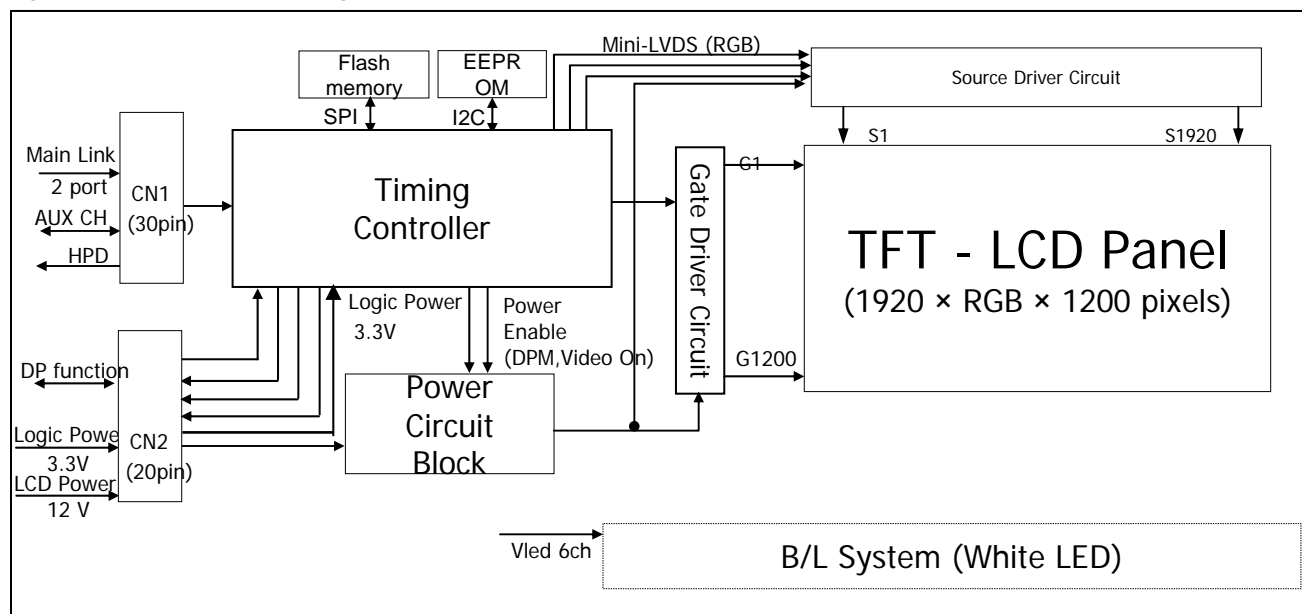 Mini-LVDS (RGB)
Flash
memory
EEPR
OM
Source Driver Circuit
SPI
I2C
S1
S1920
Main Link
2 port
CN1
(30pin)
AUX CH
HPD
Timing
Controller
Gate Driver Circuit
G1
TFT - LCD Panel
(1920 × RGB × 1200 pixels)
G1200
Logic Power
3.3V
Power
Enable
(DPM,Video On)
DP function
Logic Powe
3.3V
LCD Power
12 V
CN2
(20pin)
Power
Circuit
Block
Vled 6ch
B/L System (White LED)